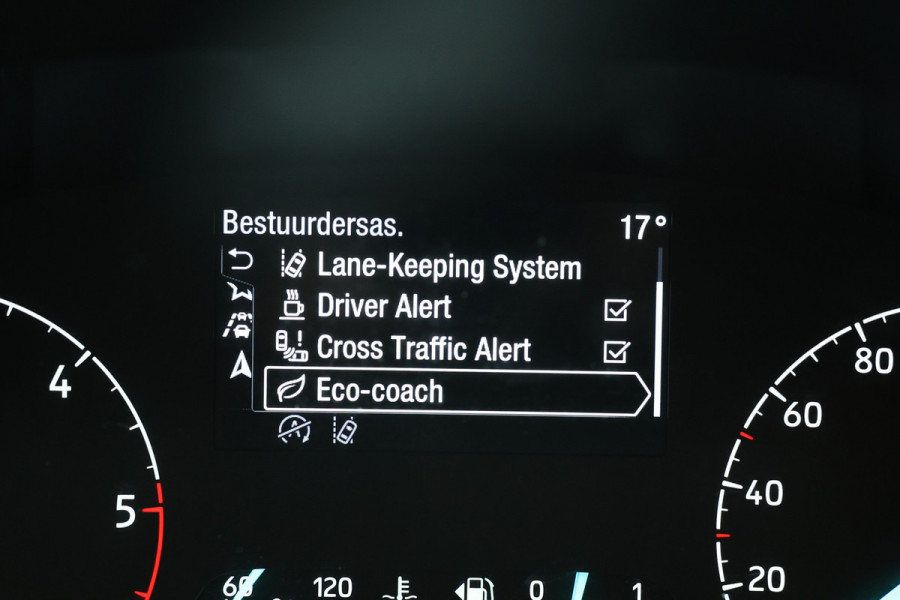 Bestuurdersas. 17°
Lane-Keeping System
Driver Alert
Cross Traffic Alert
Eco-coach
4
5
80
60
40
20
60 120
0 1